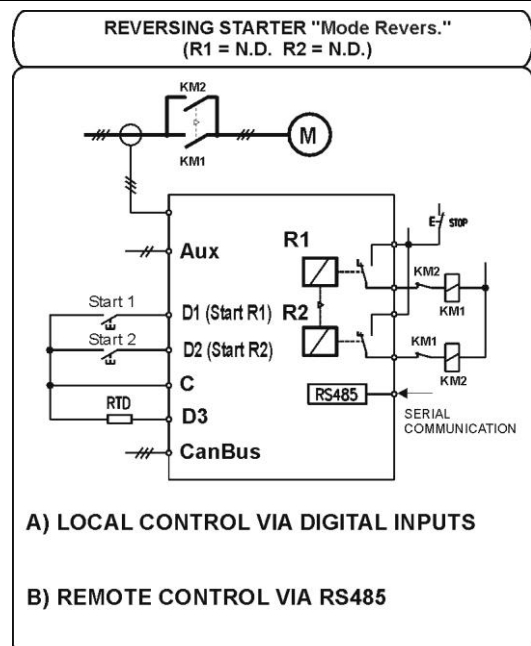 REVERSING STARTER "Mode Revers."
(R1 = N.D. R2 = N.D.)
KM2
KM1
M
Aux
R1
E
STOP
KM2
KM1
Start 1
D1 (Start R1)
R2
Start 2
D2 (Start R2)
KM1
KM2
C
RS485
RTD
D3
SERIAL
COMMUNICATION
CanBus
A) LOCAL CONTROL VIA DIGITAL INPUTS
B) REMOTE CONTROL VIA RS485